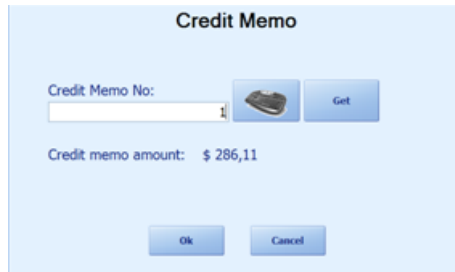 Credit Memo
Credit Memo No:
1
Get
Credit memo amount: $ 286,11
Ok Cancel